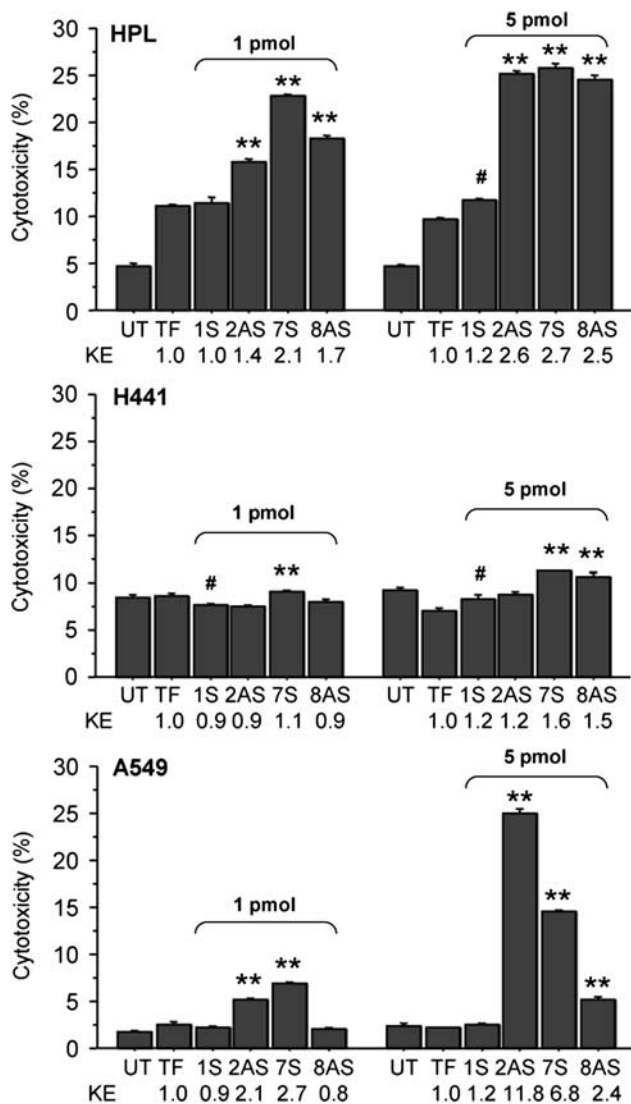 HPL
1 pmol
5 pmol
30
25
20
15
10
5
0
Cytotoxicity (%)
** ** **
# ** ** **
UT TF 1S 2AS 7S 8AS UT TF 1S 2AS 7S 8AS
KE 1.0 1.0 1.4 2.1 1.7 1.0 1.2 2.6 2.7 2.5
H441
1 pmol
5 pmol
30
25
20
15
10
5
0
Cytotoxicity (%)
# **
# ** **
UT TF 1S 2AS 7S 8AS UT TF 1S 2AS 7S 8AS
KE 1.0 0.9 0.9 1.1 0.9 1.0 1.2 1.2 1.6 1.5
A549
1 pmol
5 pmol
30
25
20
15
10
5
0
Cytotoxicity (%)
** **
** ** **
UT TF 1S 2AS 7S 8AS UT TF 1S 2AS 7S 8AS
KE 1.0 0.9 2.1 2.7 0.8 1.0 1.2 11.8 6.8 2.4